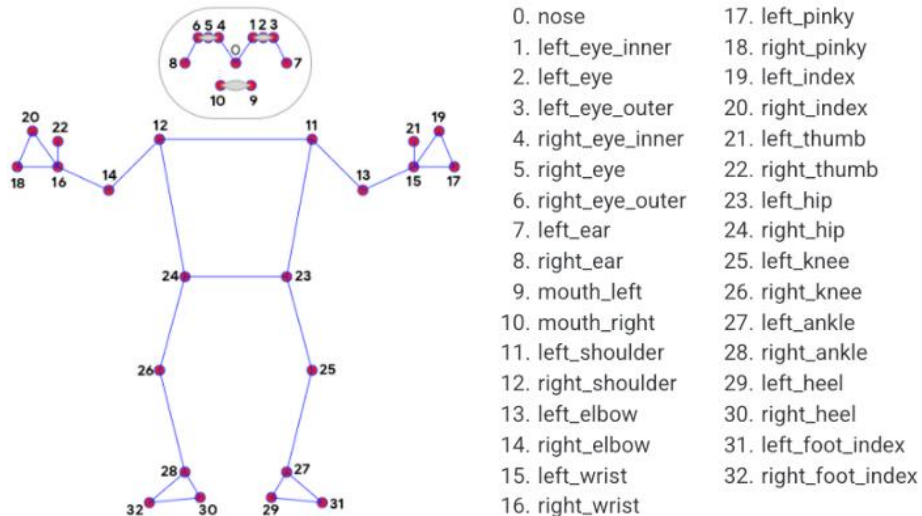 6 5 4 1 2 3
0
8 7
10 9
20 22 12 11 21 19
18 16 14 13 15 17
24 23
26 25
28 27
32 30 29 31
0. nose
1. left_eye_inner
2. left_eye
3. left_eye_outer
4. right_eye_inner
5. right_eye
6. right_eye_outer
7. left_ear
8. right_ear
9. mouth_left
10. mouth_right
11. left_shoulder
12. right_shoulder
13. left_elbow
14. right_elbow
15. left_wrist
16. right_wrist
17. left_pinky
18. right_pinky
19. left_index
20. right_index
21. left_thumb
22. right_thumb
23. left_hip
24. right_hip
25. left_knee
26. right_knee
27. left_ankle
28. right_ankle
29. left_heel
30. right_heel
31. left_foot_index
32. right_foot_index